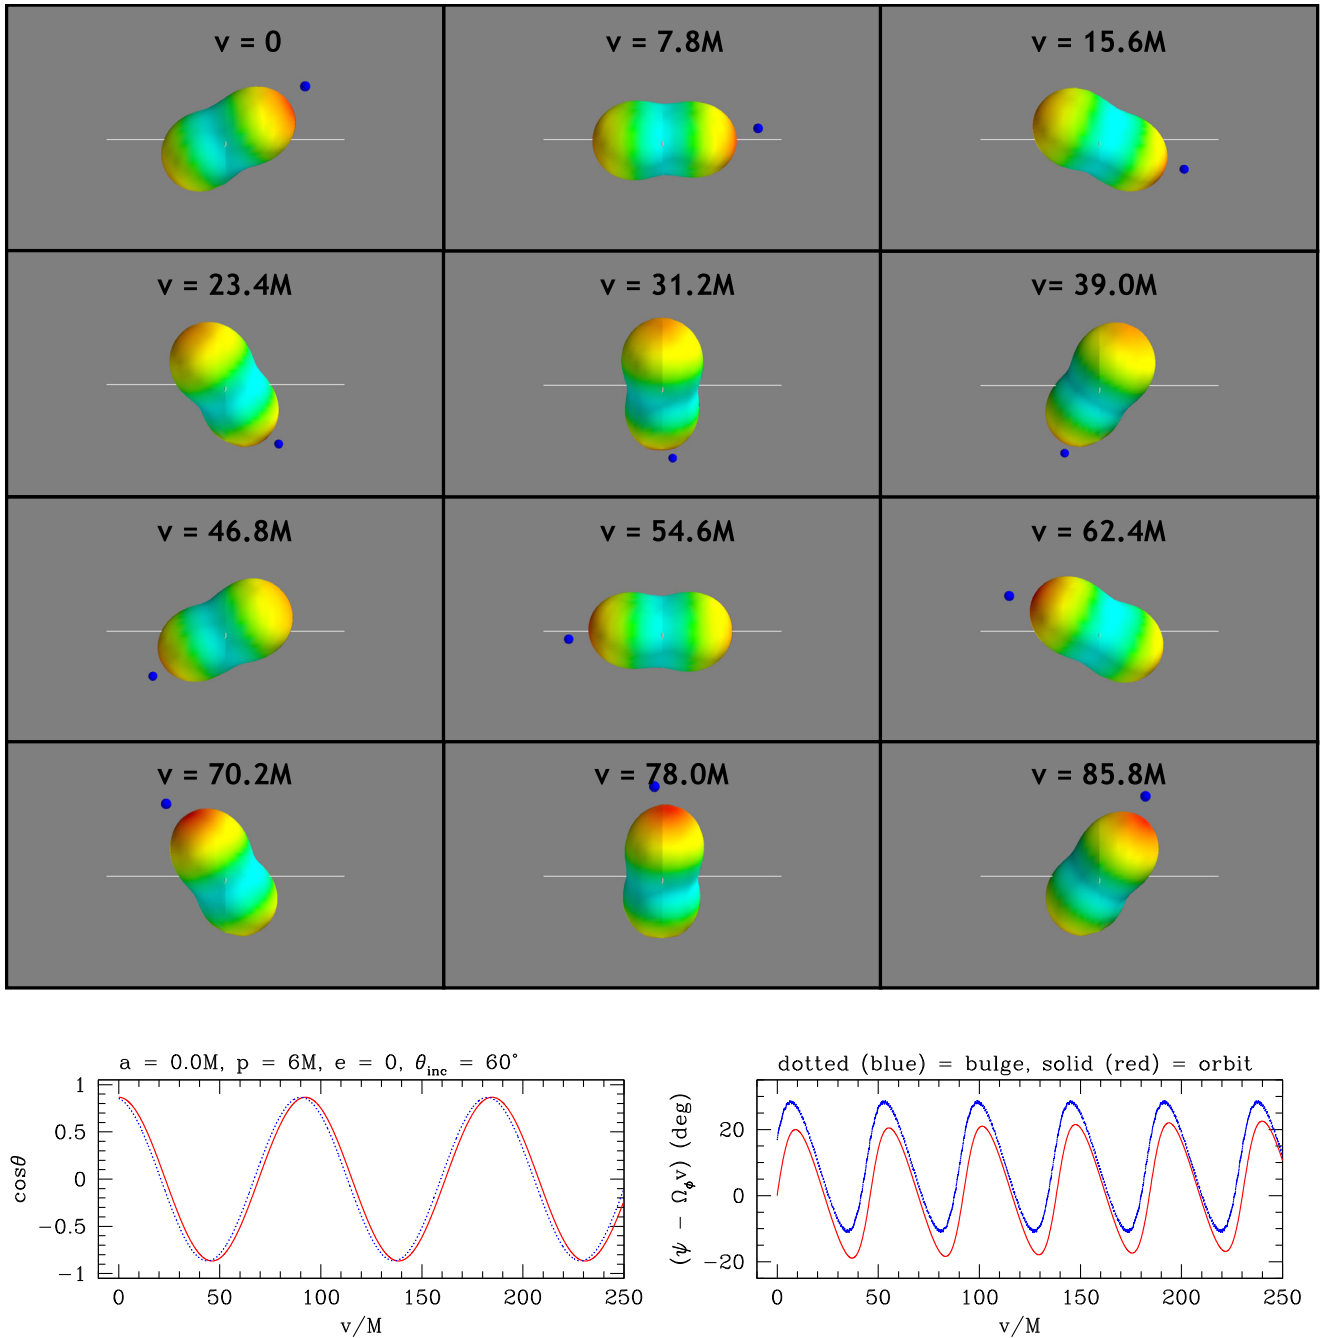 v = 0
v = 7.8M
v = 15.6M
v = 23.4M
v = 31.2M
v= 39.0M
v = 46.8M
v = 54.6M
v = 62.4M
v = 70.2M
v = 78.0M
v = 85.8M
a = 0.0M, p = 6M, e = 0, θ_inc = 60°
1
0.5
0
−0.5
−1
cosθ
0 50 100 150 200 250
v/M
dotted (blue) = bulge, solid (red) = orbit
20
0
−20
(ψ − Ω_ϕv) (deg)
0 50 100 150 200 250
v/M